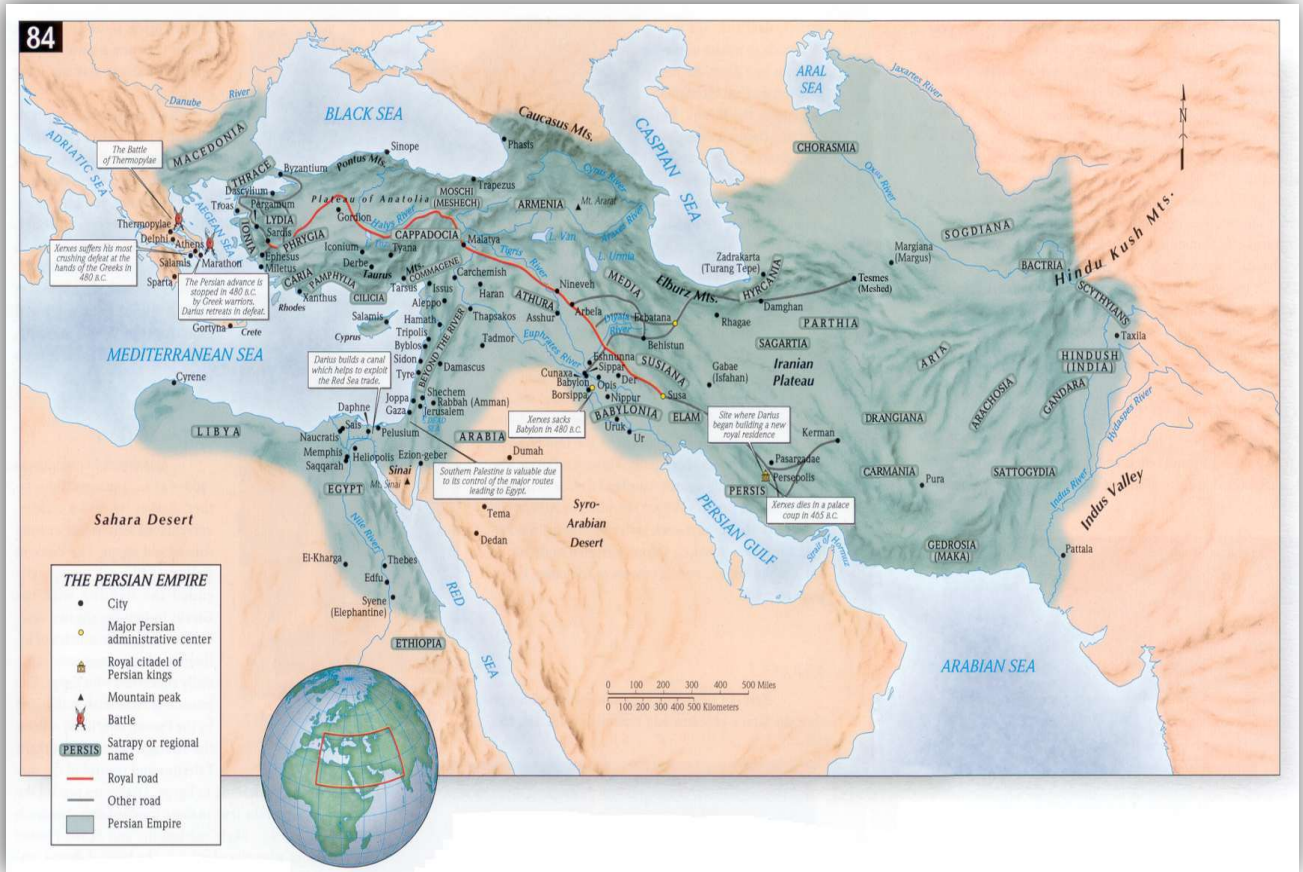 84
BLACK SEA
CASPIAN
SEA
ARAL
SEA
Jaxartes River
Danube River
ADRIATIC SEA
The Battle
of Thermopylae
MACEDONIA
THRACE
Byzantium
Sinope
Pontus Mts.
Phasis
Caucasus Mts.
Cyrus River
CHORASMIA
Oxus River
Dascylium
Troas
Pergamum
Plateau of Anatolia
Trapezus
MOSCHI
(MESHECH)
ARMENIA
Mt. Ararat
Araxes River
AEGEAN SEA
LYDIA
Sardis
IONIA
Gordion
Halys River
PHRYGIA
CAPPADOCIA
Malatya
L. Van
L. Urmia
Thermopylae
Delphi
Athens
Salamis
Marathon
Sparta
Ephesus
Miletus
Iconium
Tyana
Derbe
Taurus Mts.
COMMAGENE
Tigris River
Xerxes suffers his most
crushing defeat at the
hands of the Greeks in
480 B.C.
The Persian advance is
stopped in 480 B.C.
by Greek warriors.
Darius retreats in defeat.
CARIA
PAMPHYLIA
Xanthus
Rhodes
CILICIA
Tarsus
Issus
Carchemish
Haran
Aleppo
Nineveh
MEDIA
Elburz Mts.
Zadrakarta
(Turang Tepe)
HYRCANIA
Margiana
(Margus)
SOGDIANA
BACTRIA
Hindu Kush Mts.
SCYTHIANS
Tesmes
(Meshed)
Damghan
Gortyna
Crete
Salamis
Cyprus
Hamath
Thapsakos
ATHURA
Asshur
Arbela
Diyala
River
Ecbatana
Rhagae
PARTHIA
Taxila
Tripolis
Byblos
Tadmor
Euphrates River
Behistun
SAGARTIA
ARIA
HINDUSH
(INDIA)
MEDITERRANEAN SEA
Sidon
Tyre
BEYOND THE RIVER
Damascus
Eshnunna
SUSIANA
Gabae
(Isfahan)
Iranian
Plateau
GANDARA
Cyrene
Darius builds a canal
which helps to exploit
the Red Sea trade.
Cunaxa
Sippar
Babylon
Opis
Der
Borsippa
Nippur
Susa
ARACHOSIA
Hydaspes River
Shechem
Joppa
Rabbah (Amman)
Gaza
Jerusalem
DEAD
SEA
BABYLONIA
ELAM
Uruk
Ur
Xerxes sacks
Babylon in 480 B.C.
Site where Darius
began building a new
royal residence
DRANGIANA
Kerman
LIBYA
Daphne
Sais
Pelusium
Naucratis
Memphis
Heliopolis
Saqqarah
Ezion-geber
ARABIA
Dumah
Sinai
Mt. Sinai
EGYPT
Southern Palestine is valuable due
to its control of the major routes
leading to Egypt.
Pasargadae
Persepolis
PERSIS
CARMANIA
Pura
SATTOGYDIA
Indus River
Indus Valley
Xerxes dies in a palace
coup in 465 B.C.
Sahara Desert
Nile River
Tema
Dedan
Syro-
Arabian
Desert
PERSIAN GULF
Strait of Hormuz
GEDROSIA
(MAKA)
Pattala
El-Kharga
Thebes
Edfu
Syene
(Elephantine)
RED
SEA
ETHIOPIA
ARABIAN SEA
N
0 100 200 300 400 500 Miles
0 100 200 300 400 500 Kilometers
THE PERSIAN EMPIRE
City
Major Persian
administrative center
Royal citadel of
Persian kings
Mountain peak
Battle
PERSIS
Satrapy or regional
name
Royal road
Other road
Persian Empire